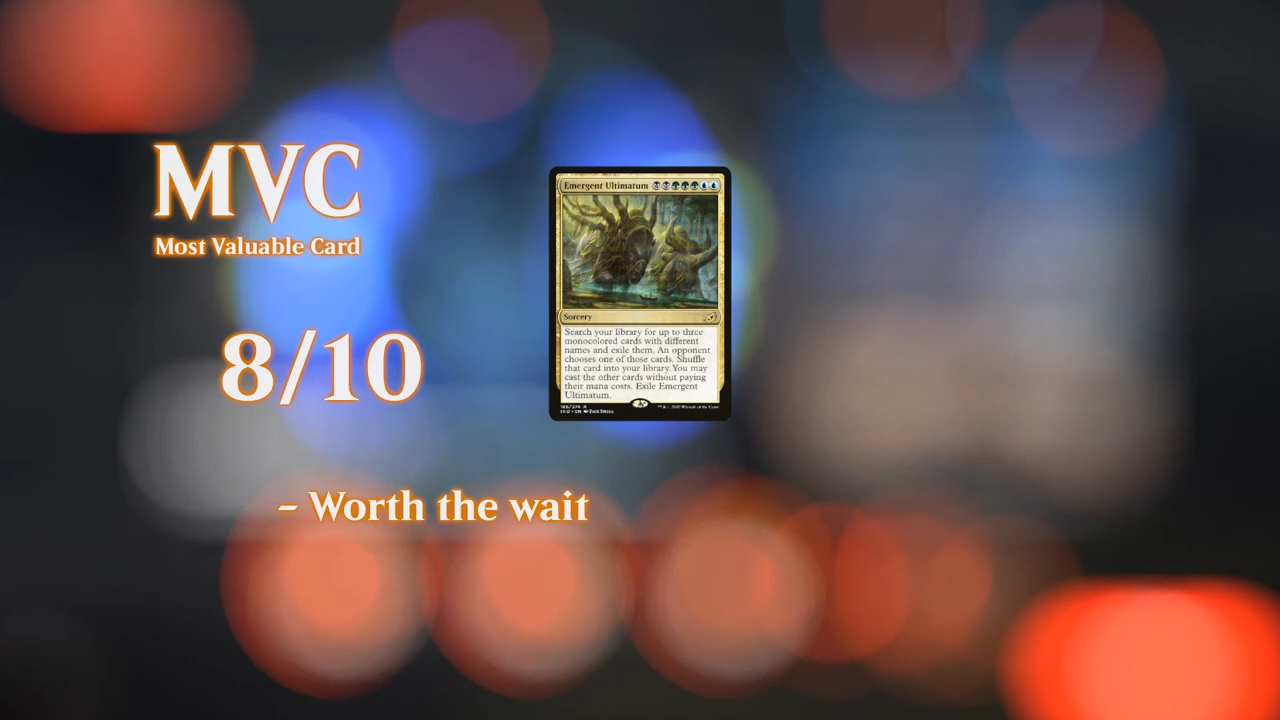 MVC
Most Valuable Card
8/10
– Worth the wait
Emergent Ultimatum
Sorcery
Search your library for up to three
monocolored cards with different
names and exile them. An opponent
chooses one of those cards. Shuffle
that card into your library. You may
cast the other cards without paying
their mana costs. Exile Emergent
Ultimatum.